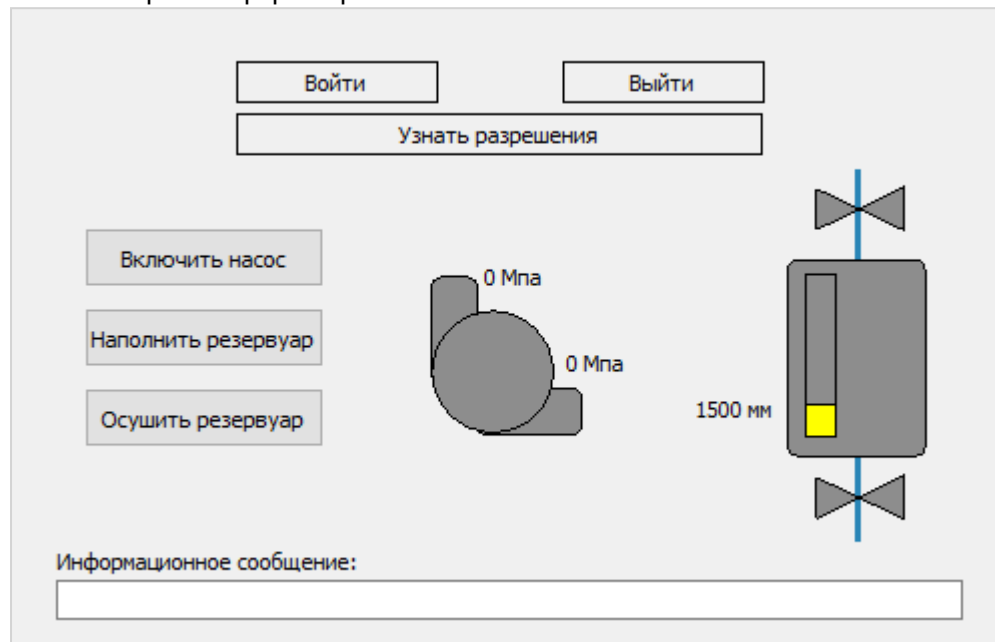 Войти
Выйти
Узнать разрешения
Включить насос
0 Мпа
Наполнить резервуар
0 Мпа
Осушить резервуар
1500 мм
Информационное сообщение: